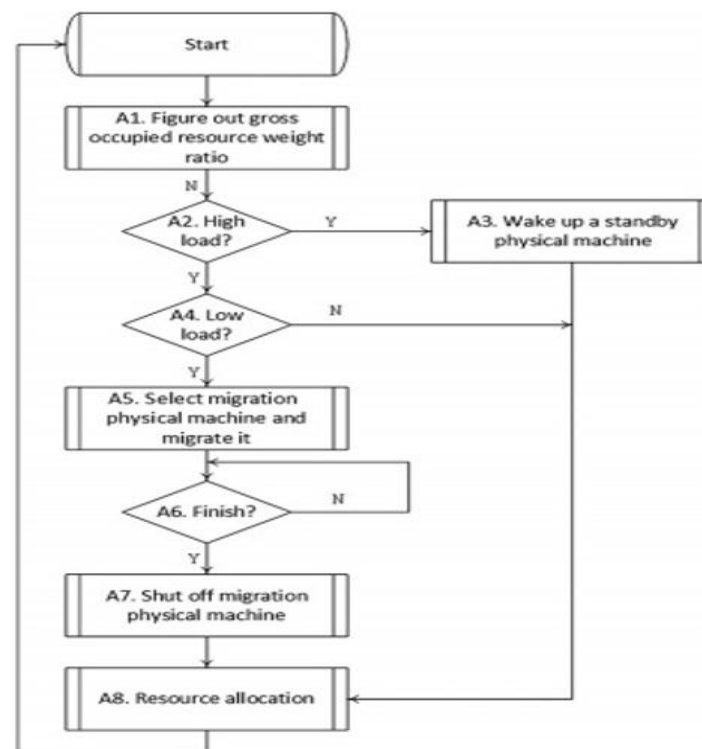 Start
A1. Figure out gross
occupied resource weight
ratio
N
A2. High
load?
Y
A3. Wake up a standby
physical machine
Y
A4. Low
load?
N
Y
A5. Select migration
physical machine and
migrate it
A6. Finish?
N
Y
A7. Shut off migration
physical machine
A8. Resource allocation